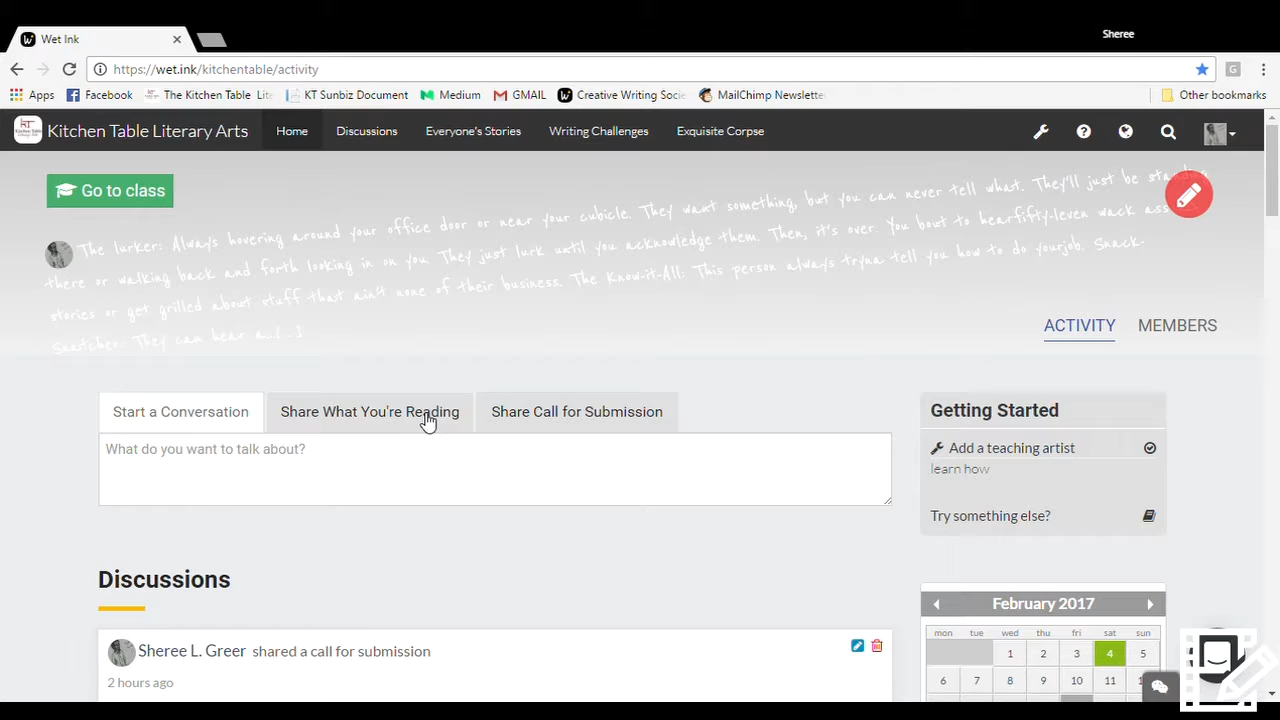 Sheree
Wet Ink
https://wet.ink/kitchentable/activity
Apps Facebook The Kitchen Table Lite KT Sunbiz Document Medium GMAIL Creative Writing Socie MailChimp Newslette Other bookmarks
Kitchen Table Literary Arts Home Discussions Everyone's Stories Writing Challenges Exquisite Corpse
Go to class
The lurker: Always hovering around your office door or near your cubicle. They want something, but you can never tell what. They'll just be standing
there or walking back and forth looking in on you. They just lurk until you acknowledge them. Then, it's over. You bout to hearfifty-leven wack ass
stories or get grilled about stuff that ain't none of their business. The Know-it-All: This person always tryna tell you how to do yourjob. Snack-
Snatcher: They can hear a...[...]
ACTIVITY MEMBERS
Start a Conversation Share What You're Reading Share Call for Submission
What do you want to talk about?
Getting Started
Add a teaching artist
learn how
Try something else?
Discussions
February 2017
mon tue wed thu fri sat sun
1 2 3 4 5
6 7 8 9 10 11 1
Sheree L. Greer shared a call for submission
2 hours ago